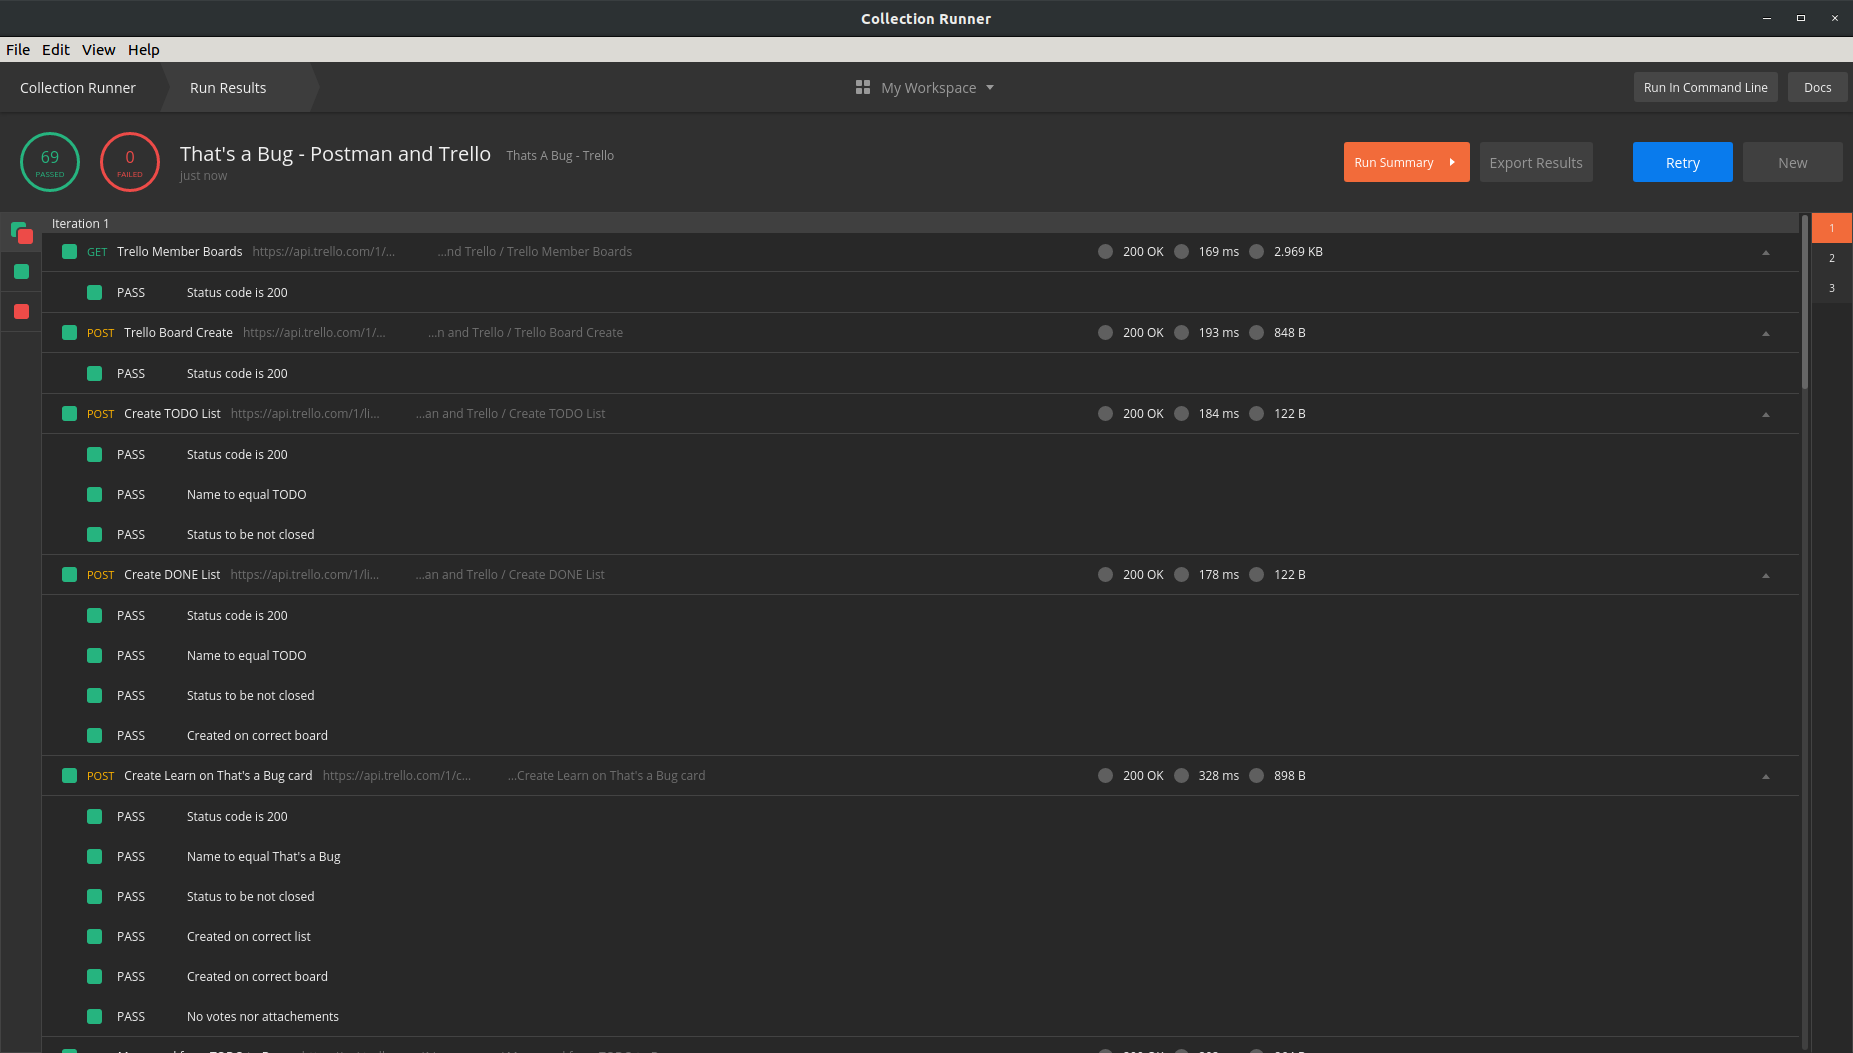 Collection Runner
File Edit View Help
Collection Runner Run Results My Workspace Run In Command Line Docs
69 PASSED 0 FAILED That's a Bug - Postman and Trello Thats A Bug - Trello Run Summary Export Results Retry New
just now
Iteration 1 1
GET Trello Member Boards https://api.trello.com/1/... ...nd Trello / Trello Member Boards 200 OK 169 ms 2.969 KB
2
3
PASS Status code is 200
POST Trello Board Create https://api.trello.com/1/... ...n and Trello / Trello Board Create 200 OK 193 ms 848 B
PASS Status code is 200
POST Create TODO List https://api.trello.com/1/li... ...an and Trello / Create TODO List 200 OK 184 ms 122 B
PASS Status code is 200
PASS Name to equal TODO
PASS Status to be not closed
POST Create DONE List https://api.trello.com/1/li... ...an and Trello / Create DONE List 200 OK 178 ms 122 B
PASS Status code is 200
PASS Name to equal TODO
PASS Status to be not closed
PASS Created on correct board
POST Create Learn on That's a Bug card https://api.trello.com/1/c... ...Create Learn on That's a Bug card 200 OK 328 ms 898 B
PASS Status code is 200
PASS Name to equal That's a Bug
PASS Status to be not closed
PASS Created on correct list
PASS Created on correct board
PASS No votes nor attachements